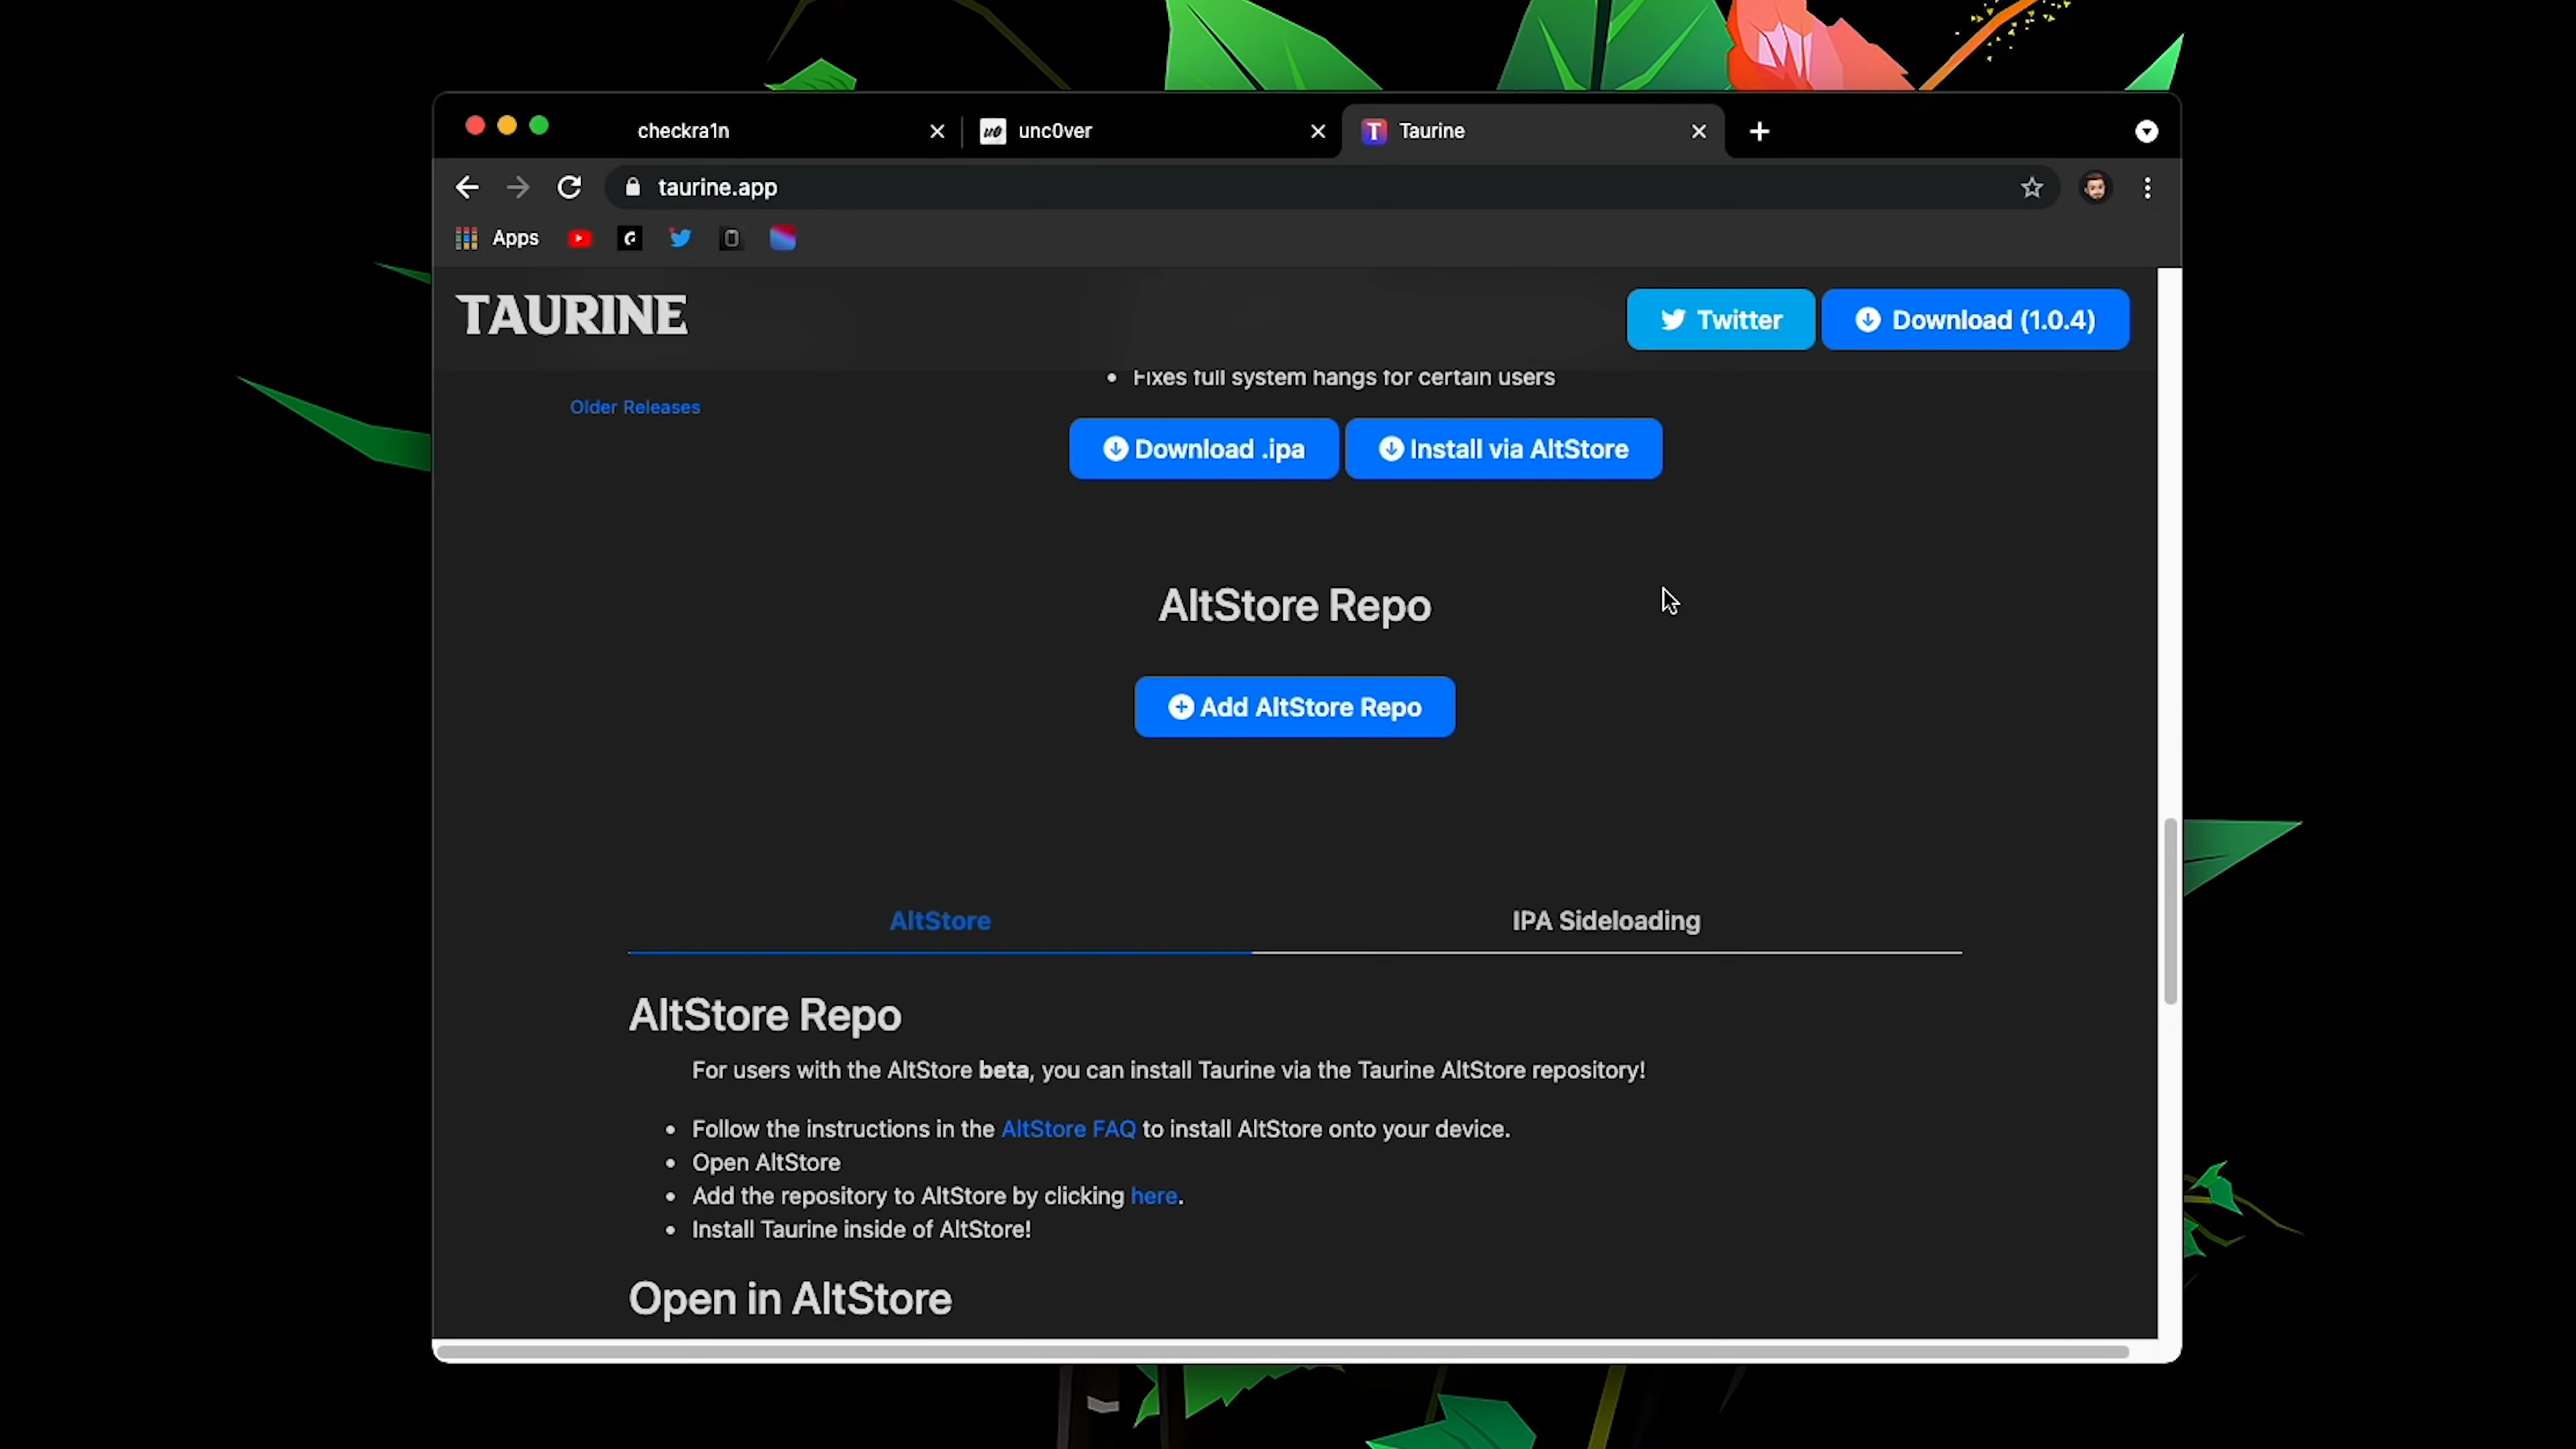 checkra1n
unc0ver
Taurine
taurine.app
Apps
TAURINE
Twitter
Download (1.0.4)
Fixes full system hangs for certain users
Older Releases
Download .ipa
Install via AltStore
AltStore Repo
Add AltStore Repo
AltStore
IPA Sideloading
AltStore Repo
For users with the AltStore beta, you can install Taurine via the Taurine AltStore repository!
• Follow the instructions in the AltStore FAQ to install AltStore onto your device.
• Open AltStore
• Add the repository to AltStore by clicking here.
• Install Taurine inside of AltStore!
Open in AltStore